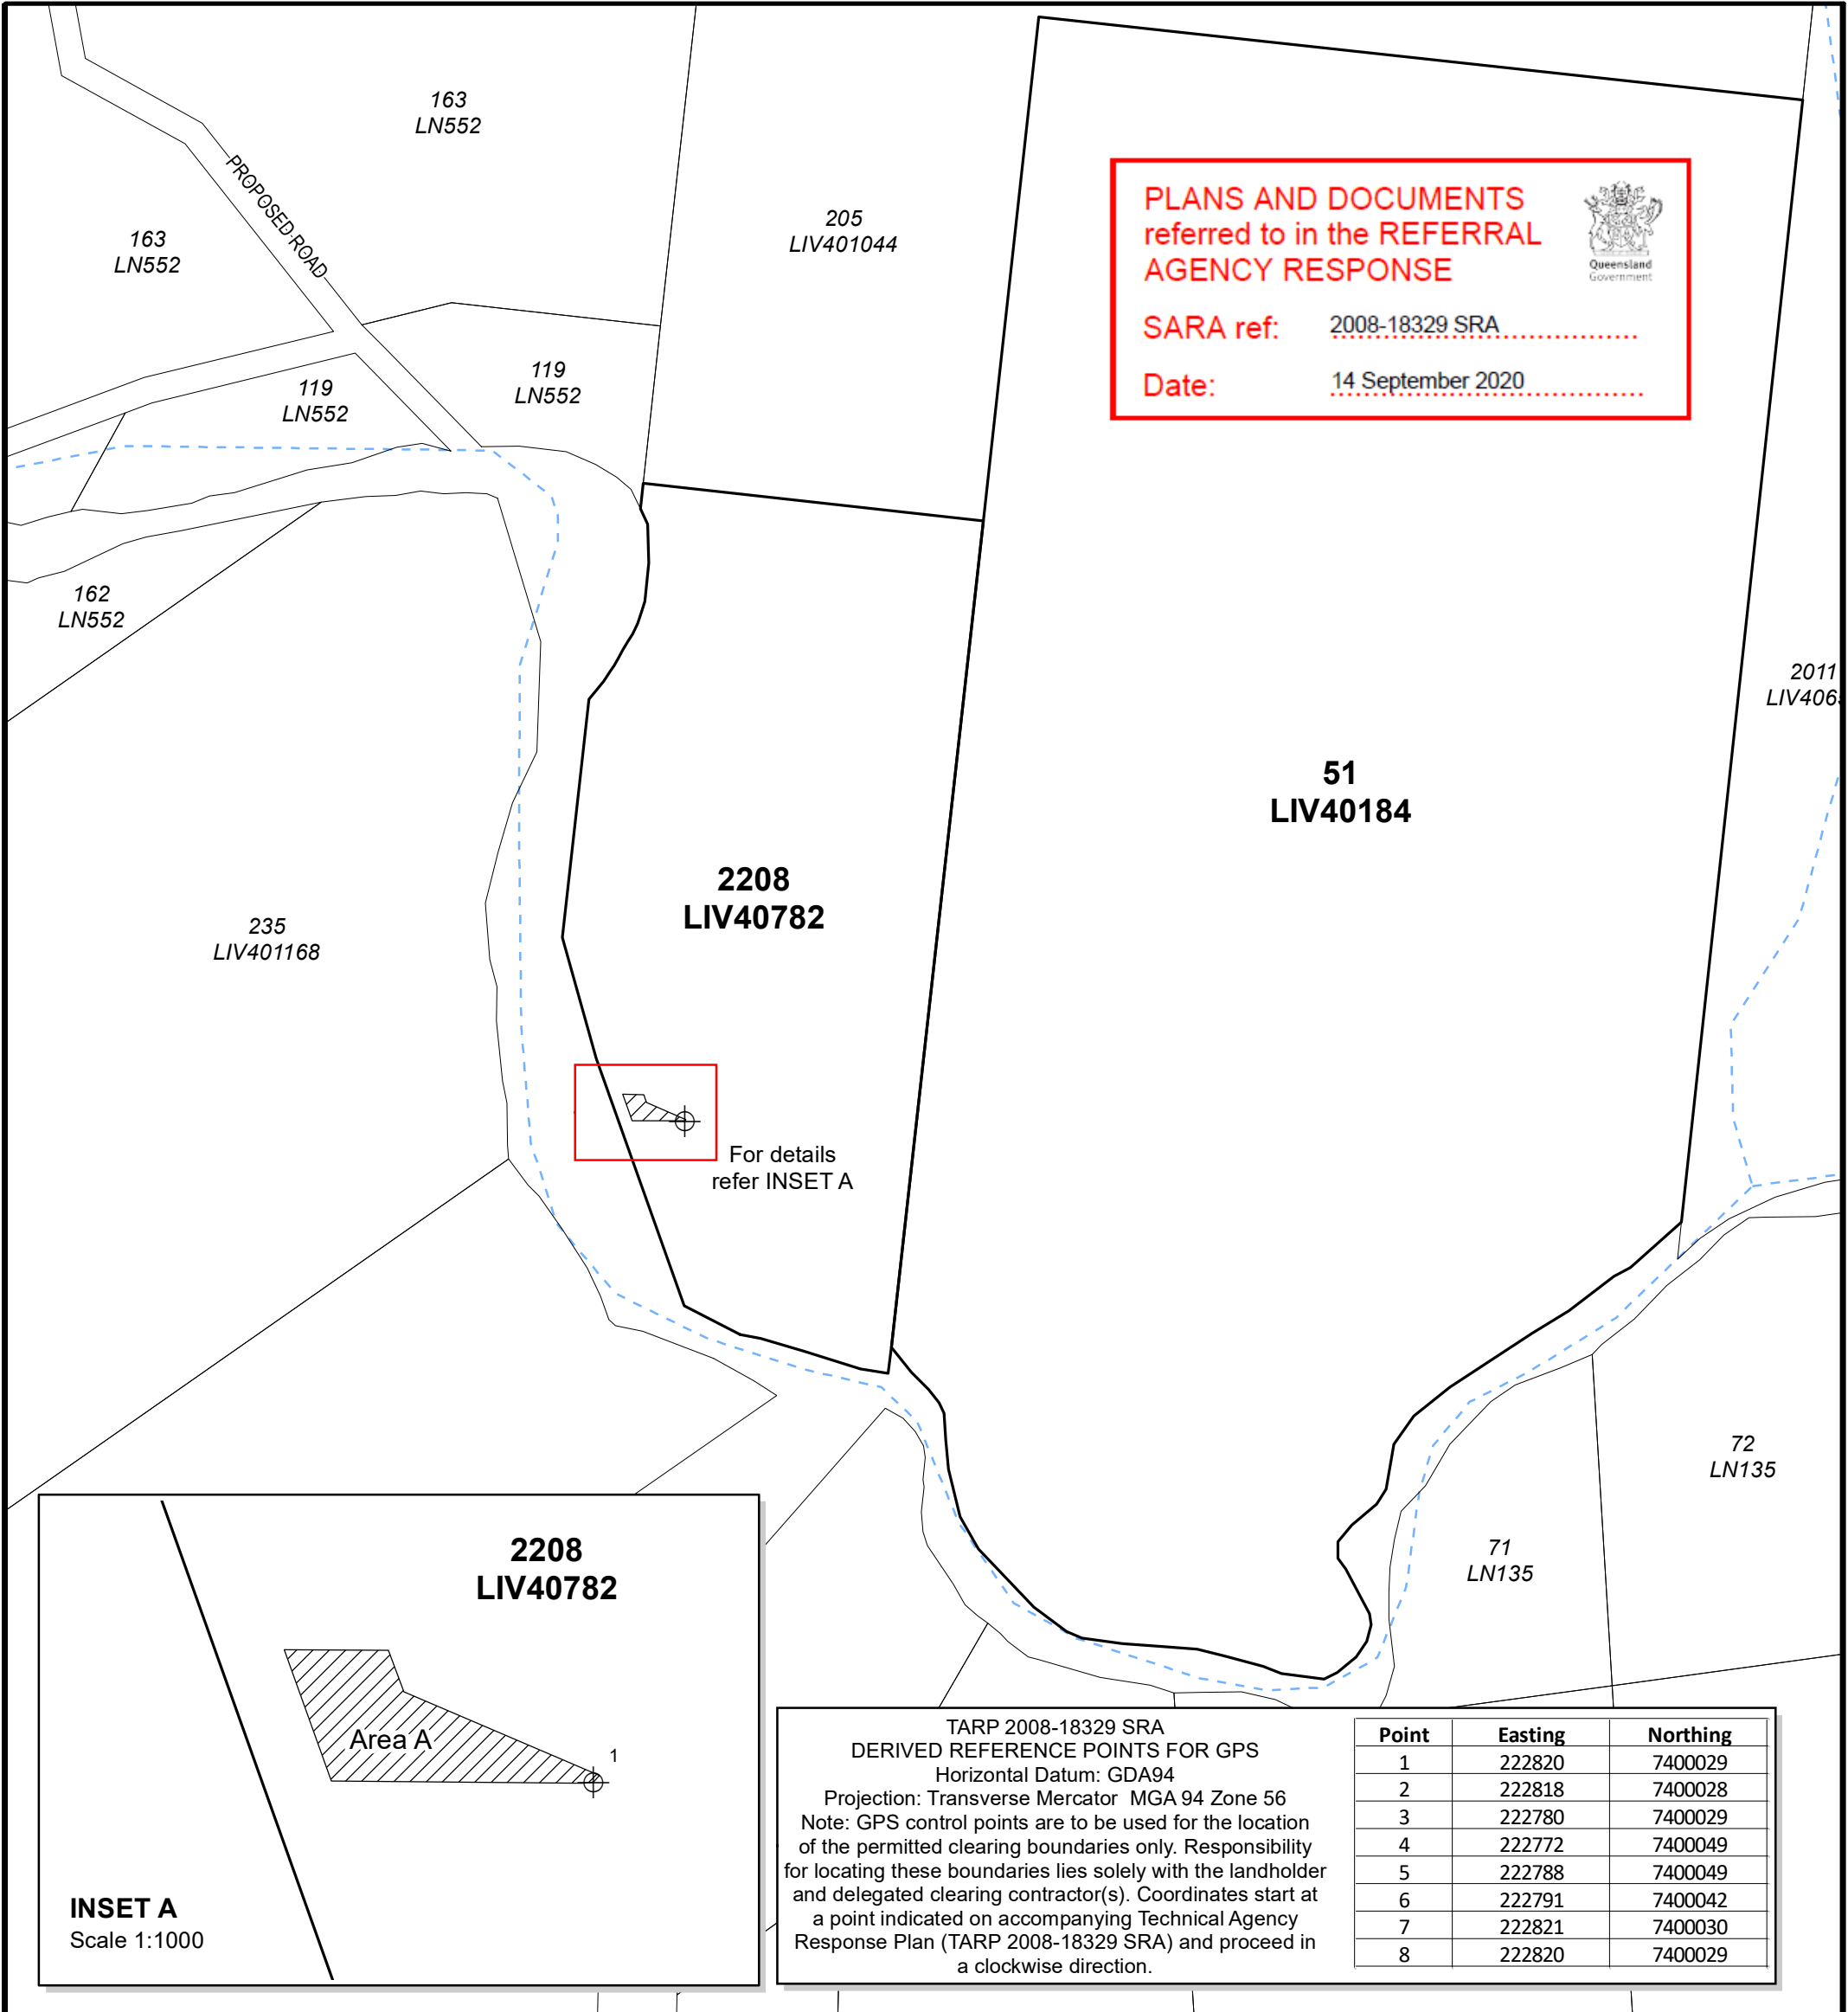 163
LN552
163
LN552
PROPOSED ROAD
205
LIV401044
PLANS AND DOCUMENTS
referred to in the REFERRAL
AGENCY RESPONSE
Queensland
Government
SARA ref: 2008-18329 SRA
Date: 14 September 2020
119
LN552
119
LN552
162
LN552
2011
51
LIV40184
2208
LIV40782
235
LIV401168
For details
refer INSET A
72
LN135
71
LN135
2208
LIV40782
Area A
1
INSET A
Scale 1:1000
TARP 2008-18329 SRA
DERIVED REFERENCE POINTS FOR GPS
Horizontal Datum: GDA94
Projection: Transverse Mercator MGA 94 Zone 56
Note: GPS control points are to be used for the location
of the permitted clearing boundaries only. Responsibility
for locating these boundaries lies solely with the landholder
and delegated clearing contractor(s). Coordinates start at
a point indicated on accompanying Technical Agency
Response Plan (TARP 2008-18329 SRA) and proceed in
a clockwise direction.
Point Easting Northing
1 222820 7400029
2 222818 7400028
3 222780 7400029
4 222772 7400049
5 222788 7400049
6 222791 7400042
7 222821 7400030
8 222820 7400029